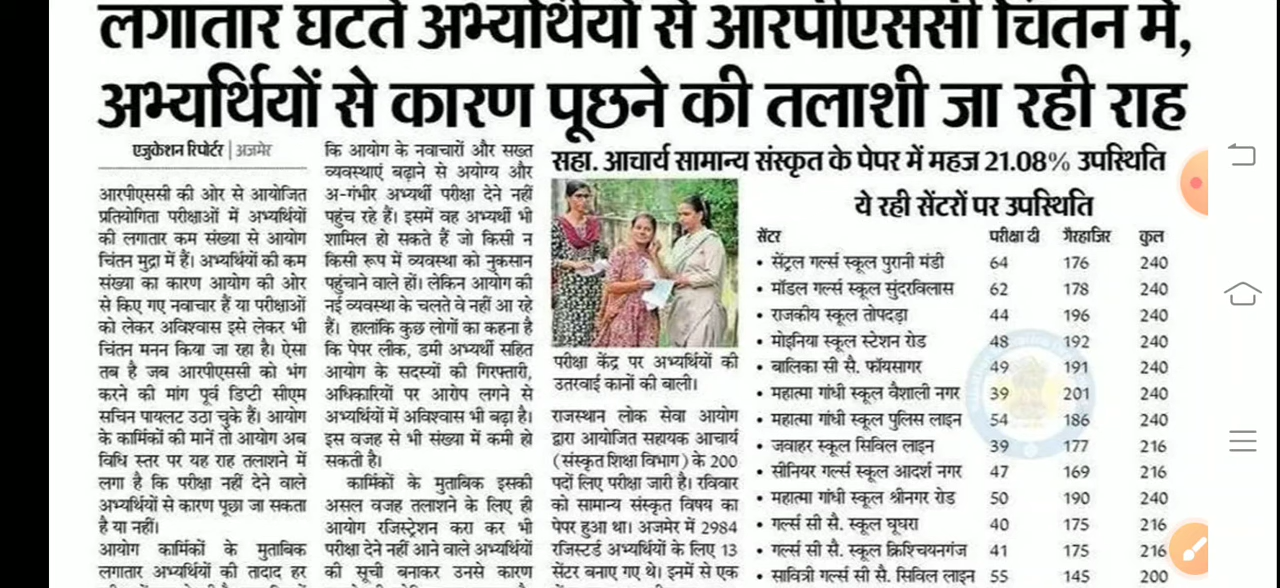 लगातार घटते अभ्यर्थियों से आरपीएससी चिंतन में,
अभ्यर्थियों से कारण पूछने की तलाशी जा रही राह
एजुकेशन रिपोर्टर | अजमेर
आरपीएससी की ओर से आयोजित
प्रतियोगिता परीक्षाओं में अभ्यर्थियों
की लगातार कम संख्या से आयोग
चिंतन मुद्रा में हैं। अभ्यर्थियों की कम
संख्या का कारण आयोग की ओर
से किए गए नवाचार हैं या परीक्षाओं
को लेकर अविश्वास इसे लेकर भी
चिंतन मनन किया जा रहा है। ऐसा
तब है जब आरपीएससी को भंग
करने की मांग पूर्व डिप्टी सीएम
सचिन पायलट उठा चुके हैं। आयोग
के कार्मिकों की मानें तो आयोग अब
विधि स्तर पर यह राह तलाशने में
लगा है कि परीक्षा नहीं देने वाले
अभ्यर्थियों से कारण पूछा जा सकता
है या नहीं।
आयोग कार्मिकों के मुताबिक
लगातार अभ्यर्थियों की तादाद हर
कि आयोग के नवाचारों और सख्त
व्यवस्थाएं बढ़ाने से अयोग्य और
अ-गंभीर अभ्यर्थी परीक्षा देने नहीं
पहुंच रहे हैं। इसमें वह अभ्यर्थी भी
शामिल हो सकते हैं जो किसी न
किसी रूप में व्यवस्था को नुकसान
पहुंचाने वाले हों। लेकिन आयोग की
नई व्यवस्था के चलते वे नहीं आ रहे
हैं। हालांकि कुछ लोगों का कहना है
कि पेपर लीक, डमी अभ्यर्थी सहित
आयोग के सदस्यों की गिरफ्तारी,
अधिकारियों पर आरोप लगने से
अभ्यर्थियों में अविश्वास भी बढ़ा है।
इस वजह से भी संख्या में कमी हो
सकती है।
कार्मिकों के मुताबिक इसकी
असल वजह तलाशने के लिए ही
आयोग रजिस्ट्रेशन करा कर भी
परीक्षा देने नहीं आने वाले अभ्यर्थियों
की सूची बनाकर उनसे कारण
सहा. आचार्य सामान्य संस्कृत के पेपर में महज 21.08% उपस्थिति
परीक्षा केंद्र पर अभ्यर्थियों की
उतरवाई कानों की बाली।
राजस्थान लोक सेवा आयोग
द्वारा आयोजित सहायक आचार्य
(संस्कृत शिक्षा विभाग) के 200
पदों लिए परीक्षा जारी है। रविवार
को सामान्य संस्कृत विषय का
पेपर हुआ था। अजमेर में 2984
रजिस्टर्ड अभ्यर्थियों के लिए 13
सेंटर बनाए गए थे। इनमें से एक
ये रही सेंटरों पर उपस्थिति
सेंटर परीक्षा दी गैरहाजिर कुल
• सेंट्रल गर्ल्स स्कूल पुरानी मंडी 64 176 240
• मॉडल गर्ल्स स्कूल सुंदरविलास 62 178 240
• राजकीय स्कूल तोपदड़ा 44 196 240
• मोइनिया स्कूल स्टेशन रोड 48 192 240
• बालिका सी सै. फॉयसागर 49 191 240
• महात्मा गांधी स्कूल वैशाली नगर 39 201 240
• महात्मा गांधी स्कूल पुलिस लाइन 54 186 240
• जवाहर स्कूल सिविल लाइन 39 177 216
• सीनियर गर्ल्स स्कूल आदर्श नगर 47 169 216
• महात्मा गांधी स्कूल श्रीनगर रोड 50 190 240
• गर्ल्स सी सै. स्कूल घूघरा 40 175 216
• गर्ल्स सी सै. स्कूल क्रिश्चियनगंज 41 175 216
• सावित्री गर्ल्स सी सै. सिविल लाइन 55 145 200